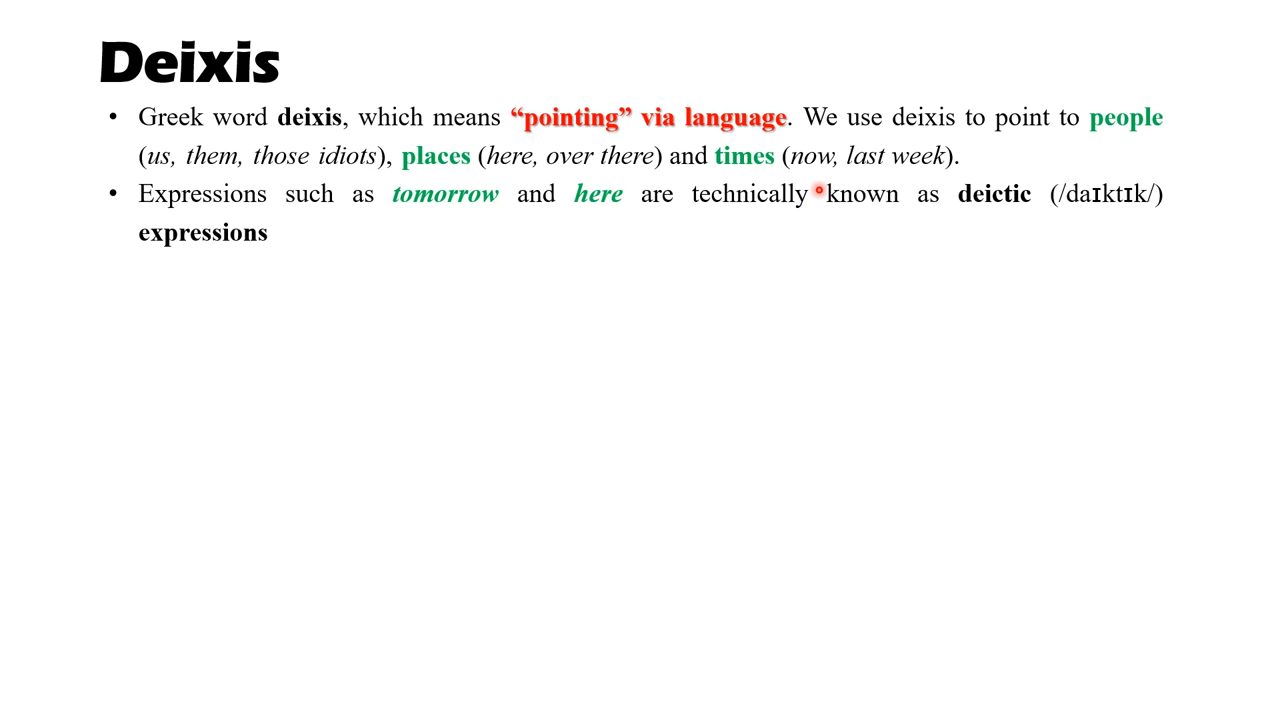 Deixis
• Greek word deixis, which means “pointing” via language. We use deixis to point to people
(us, them, those idiots), places (here, over there) and times (now, last week).
• Expressions such as tomorrow and here are technically known as deictic (/daɪktɪk/)
expressions